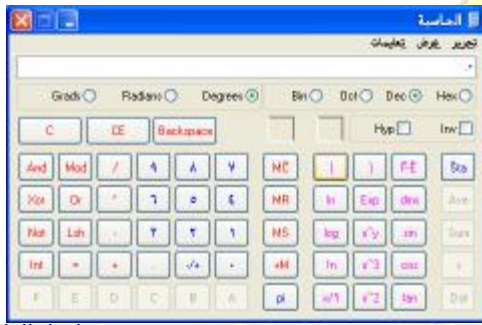 الحاسبة
تحرير عرض تعليمات
Hex Dec Oct Bin Degrees Radians Grads
Inv Hyp Backspace CE C
Sta F-E ) ( MC ٧ ٨ ٩ / Mod And
Ave dms Exp ln MR ٤ ٥ ٦ * Or Xor
Sum sin x^y log MS ١ ٢ ٣ - Lsh Not
s cos x^3 n! M+ ٠ +/- . + = Int
Dat tan x^2 1/x pi A B C D E F